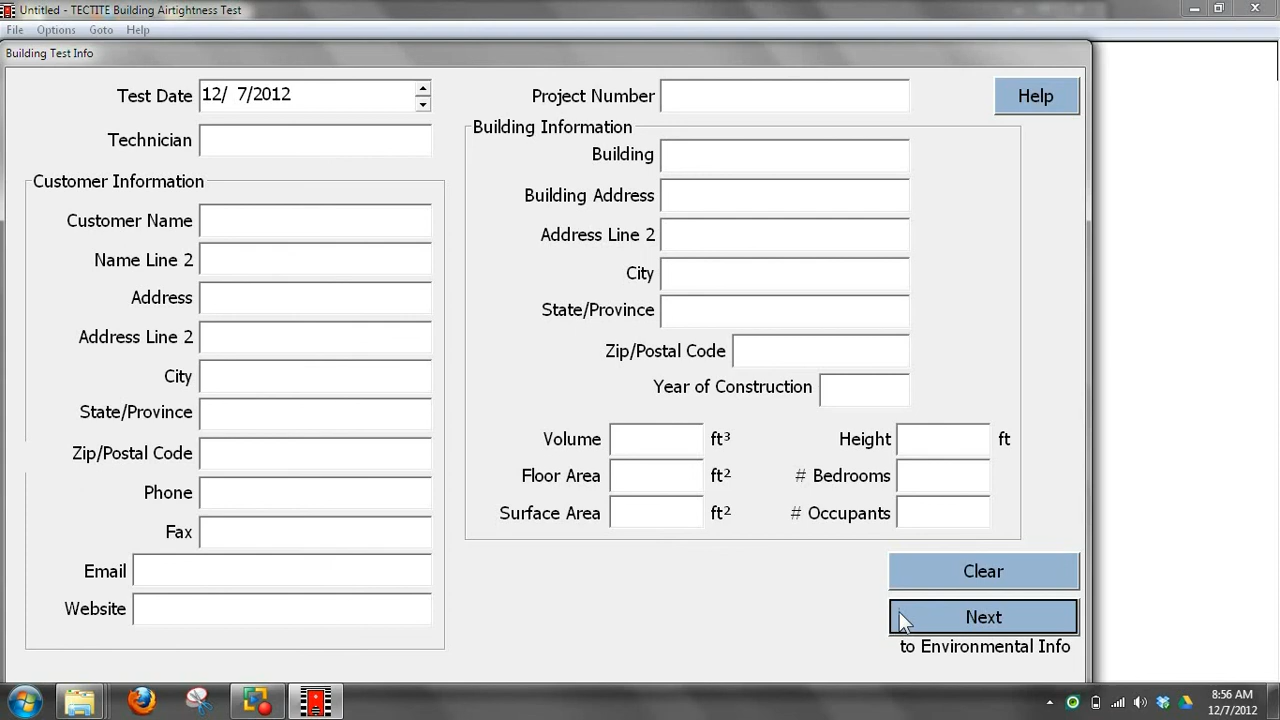 Untitled - TECTITE Building Airtightness Test
File Options Goto Help
Building Test Info
Test Date 12/ 7/2012
Technician
Customer Information
Customer Name
Name Line 2
Address
Address Line 2
City
State/Province
Zip/Postal Code
Phone
Fax
Email
Website
Project Number
Help
Building Information
Building
Building Address
Address Line 2
City
State/Province
Zip/Postal Code
Year of Construction
Volume ft³ Height ft
Floor Area ft² # Bedrooms
Surface Area ft² # Occupants
Clear
Next
to Environmental Info
8:56 AM
12/7/2012